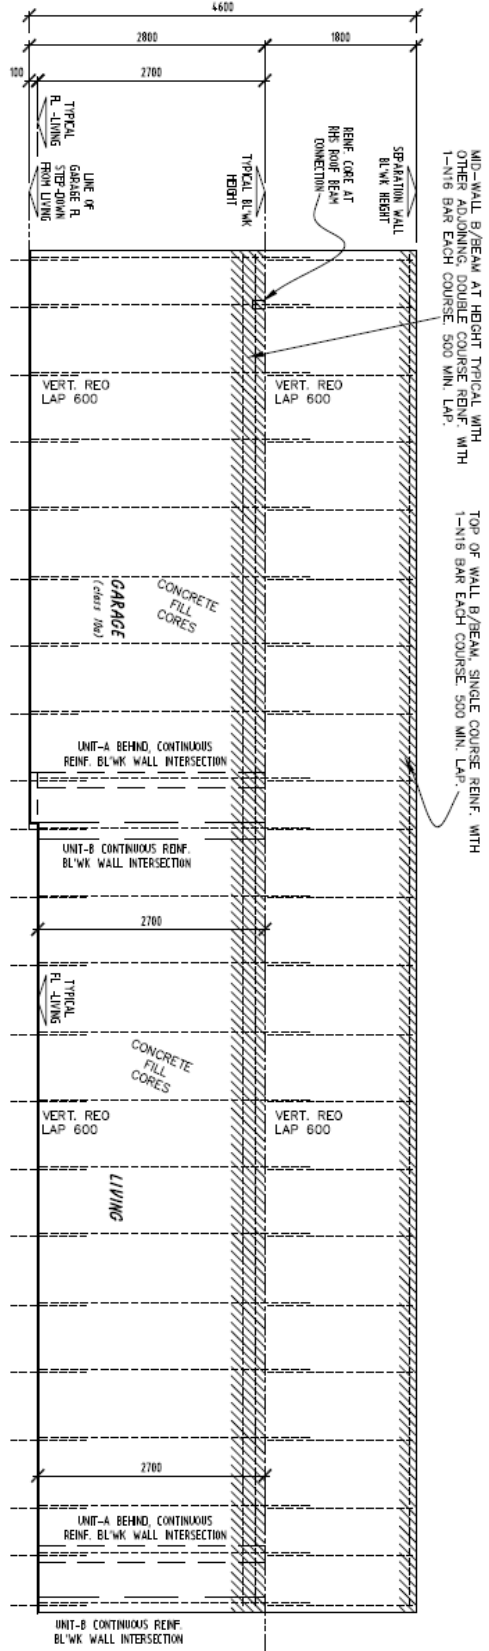 4600
2800
1800
100
2700
TYPICAL
FL -LIVING
LINE OF
GARAGE FL
STEP-DOWN
FROM LIVING
TYPICAL BL'WK
HEIGHT
REINF. CORE AT
RHS ROOF BEAM
CONNECTION
SEPARATION WALL
BL'WK HEIGHT
MID-WALL B/BEAM AT HEIGHT TYPICAL WITH
OTHER ADJOINING, DOUBLE COURSE REINF. WITH
1-N16 BAR EACH COURSE. 500 MIN. LAP.
TOP OF WALL B/BEAM, SINGLE COURSE REINF. WITH
1-N16 BAR EACH COURSE. 500 MIN. LAP.
VERT. REO
LAP 600
VERT. REO
LAP 600
CONCRETE
FILL
CORES
GARAGE
(class 10a)
UNIT-A BEHIND, CONTINUOUS
REINF. BL'WK WALL INTERSECTION
UNIT-B CONTINUOUS REINF.
BL'WK WALL INTERSECTION
2700
TYPICAL
FL -LIVING
CONCRETE
FILL
CORES
VERT. REO
LAP 600
VERT. REO
LAP 600
LIVING
2700
UNIT-A BEHIND, CONTINUOUS
REINF. BL'WK WALL INTERSECTION
UNIT-B CONTINUOUS REINF.
BL'WK WALL INTERSECTION